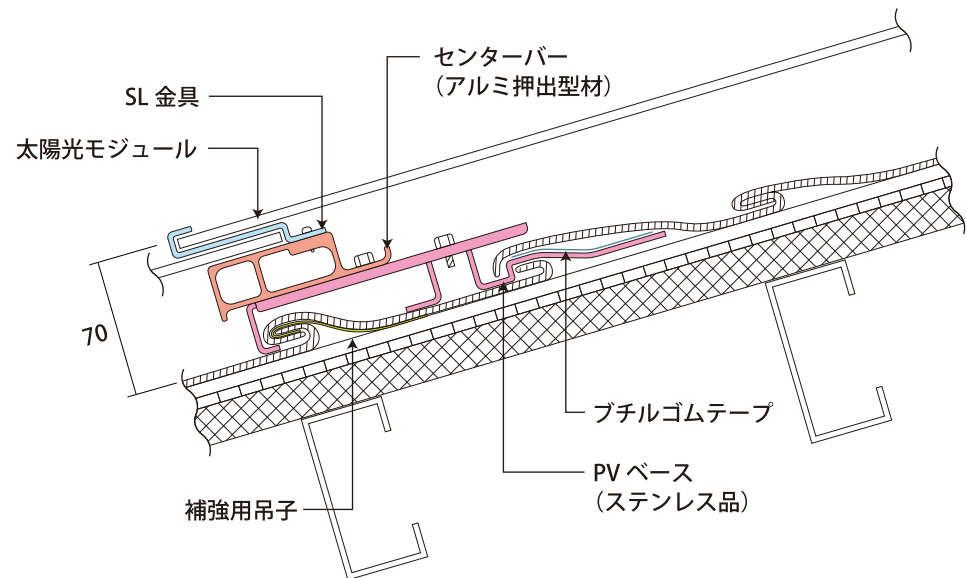 センターバー
（アルミ押出型材）
SL 金具
太陽光モジュール
70
ブチルゴムテープ
PV ベース
（ステンレス品）
補強用吊子